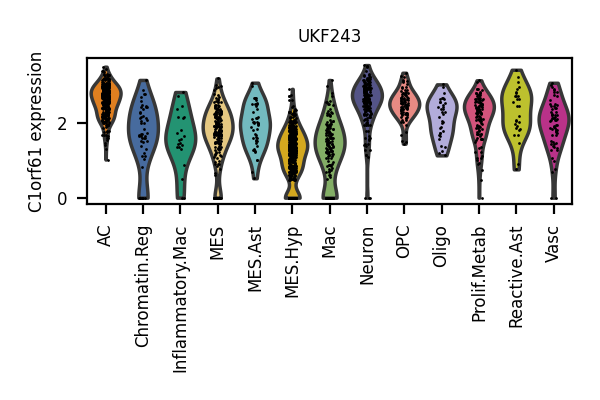 UKF243
C1orf61 expression
2
0
AC
Chromatin.Reg
Inflammatory.Mac
MES
MES.Ast
MES.Hyp
Mac
Neuron
OPC
Oligo
Prolif.Metab
Reactive.Ast
Vasc